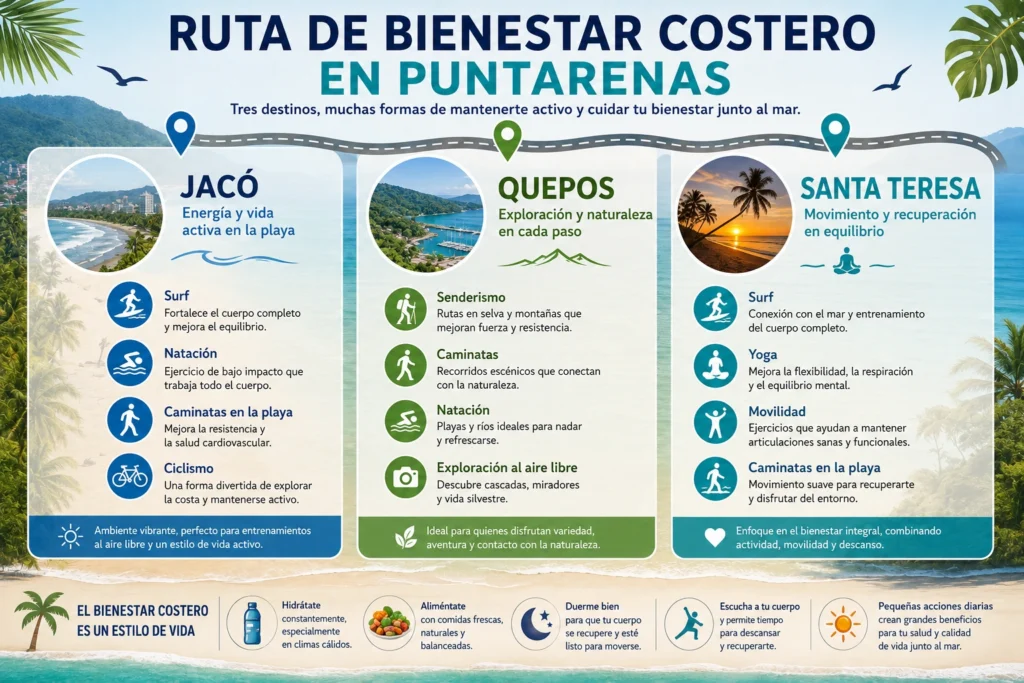 RUTA DE BIENESTAR COSTERO
EN PUNTARENAS
Tres destinos, muchas formas de mantenerte activo y cuidar tu bienestar junto al mar.
JACÓ
Energía y vida
activa en la playa
Surf
Fortalece el cuerpo completo
y mejora el equilibrio.
Natación
Ejercicio de bajo impacto que
trabaja todo el cuerpo.
Caminatas en la playa
Mejora la resistencia y
la salud cardiovascular.
Ciclismo
Una forma divertida de explorar
la costa y mantenerse activo.
Ambiente vibrante, perfecto para entrenamientos
al aire libre y un estilo de vida activo.
QUEPOS
Exploración y naturaleza
en cada paso
Senderismo
Rutas en selva y montañas que
mejoran fuerza y resistencia.
Caminatas
Recorridos escénicos que conectan
con la naturaleza.
Natación
Playas y ríos ideales para nadar
y refrescarse.
Exploración al aire libre
Descubre cascadas, miradores
y vida silvestre.
Ideal para quienes disfrutan variedad,
aventura y contacto con la naturaleza.
SANTA TERESA
Movimiento y recuperación
en equilibrio
Surf
Conexión con el mar y entrenamiento
del cuerpo completo.
Yoga
Mejora la flexibilidad, la respiración
y el equilibrio mental.
Movilidad
Ejercicios que ayudan a mantener
articulaciones sanas y funcionales.
Caminatas en la playa
Movimiento suave para recuperarte
y disfrutar del entorno.
Enfoque en el bienestar integral, combinando
actividad, movilidad y descanso.
EL BIENESTAR COSTERO
ES UN ESTILO DE VIDA
Hidrátate
constantemente,
especialmente
en climas cálidos.
Aliméntate
con comidas frescas,
naturales y
balanceadas.
Duerme bien
para que tu cuerpo
se recupere y esté
listo para moverse.
Escucha a tu cuerpo
y permite tiempo
para descansar
y recuperarte.
Pequeñas acciones diarias
crean grandes beneficios
para tu salud y calidad
de vida junto al mar.